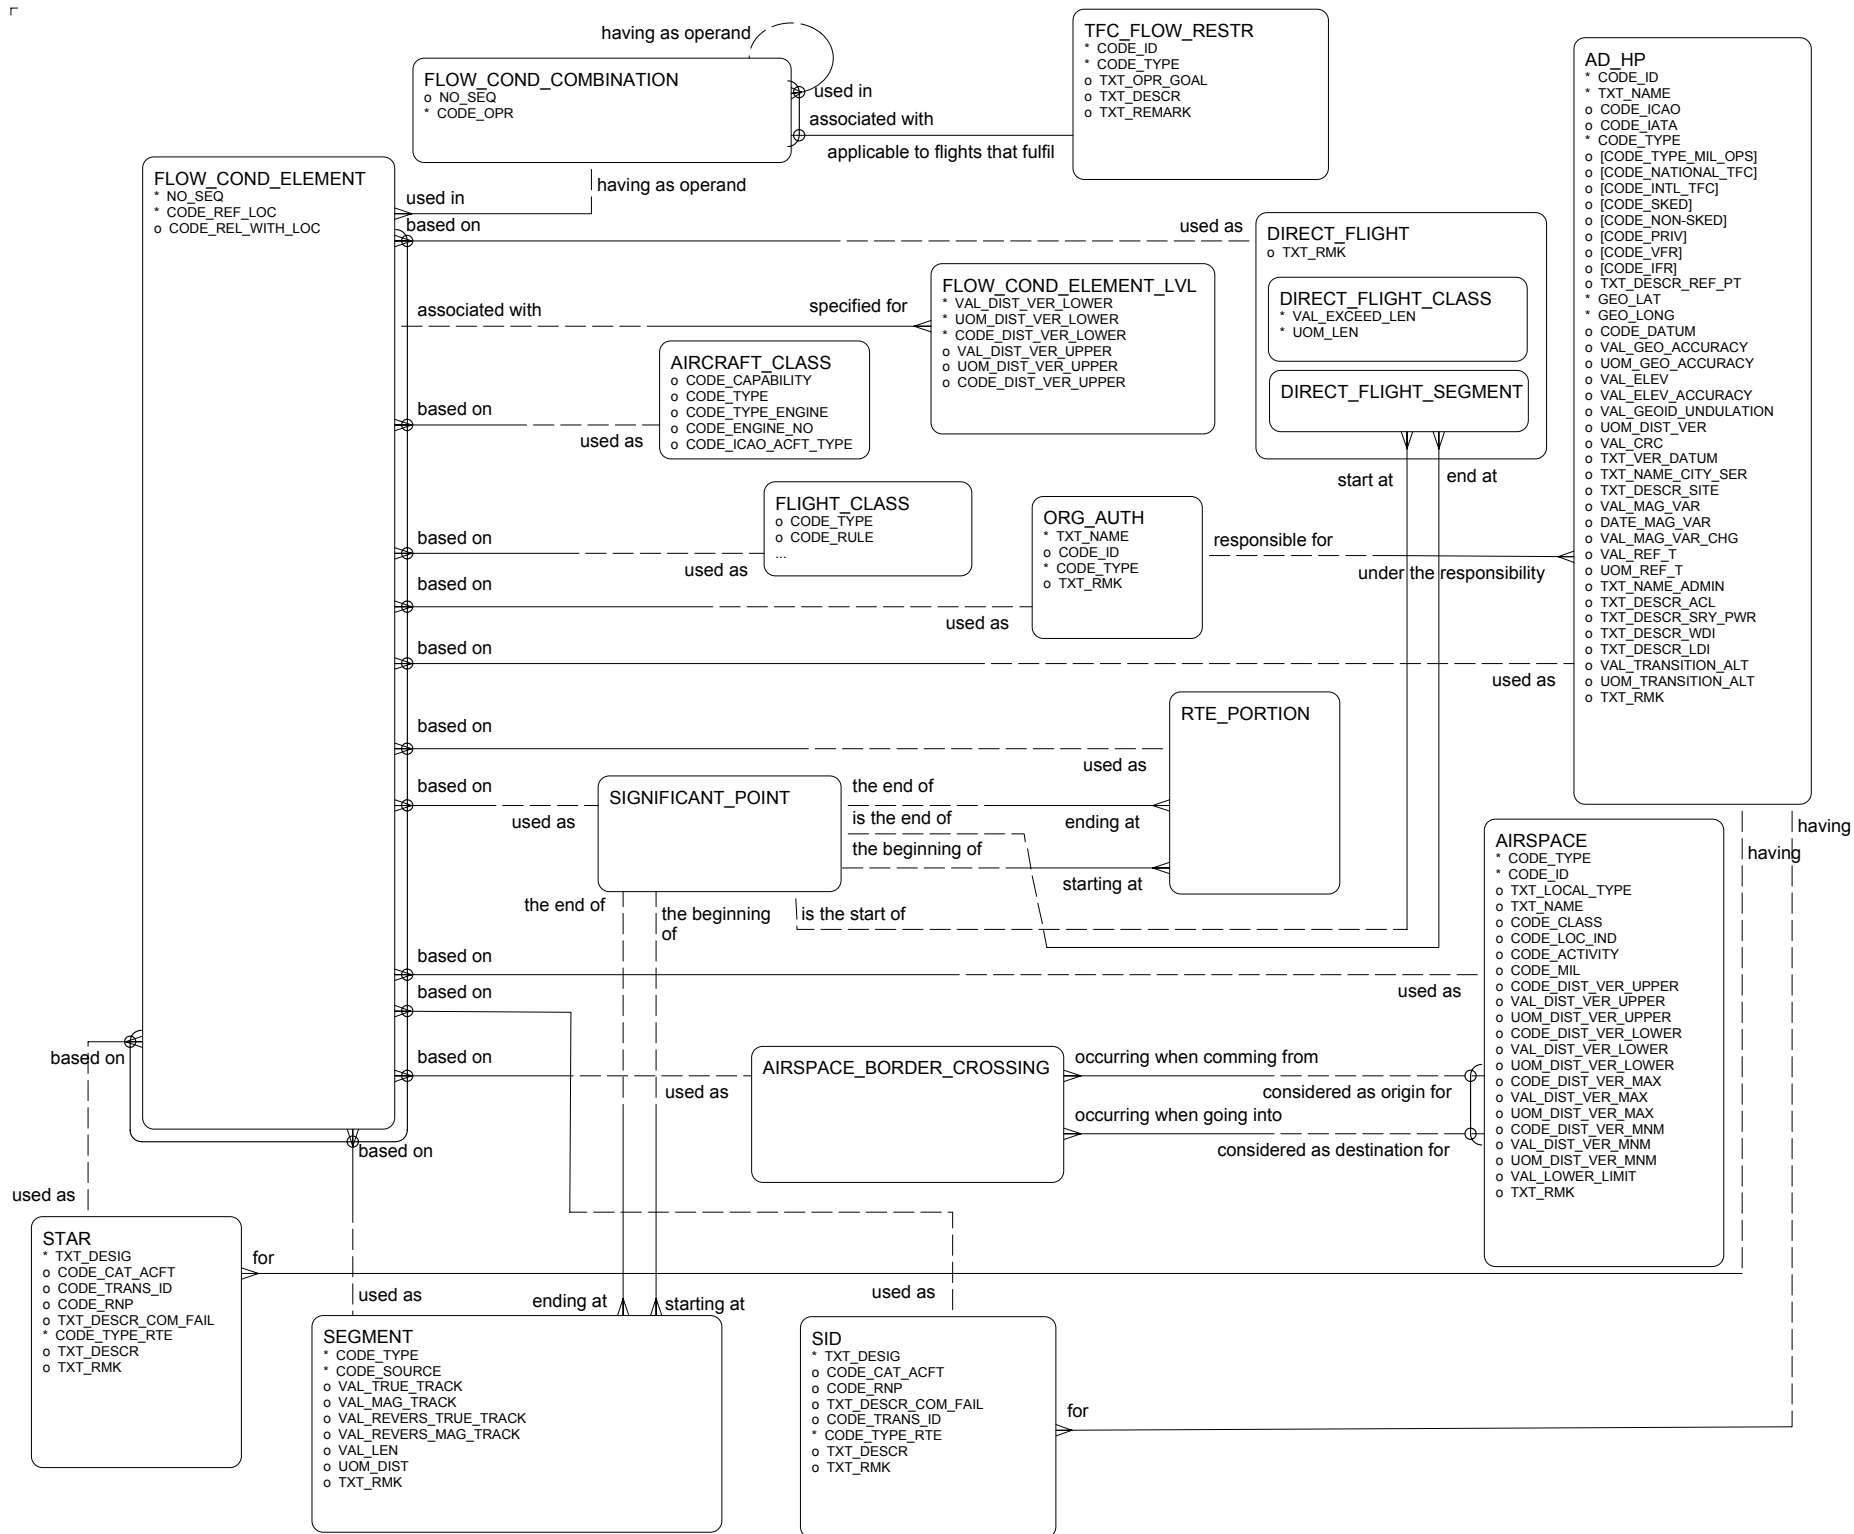 having as operand
FLOW_COND_COMBINATION
o NO_SEQ
* CODE_OPR
used in
associated with
applicable to flights that fulfil
having as operand
TFC_FLOW_RESTR
* CODE_ID
* CODE_TYPE
o TXT_OPR_GOAL
o TXT_DESCR
o TXT_REMARK
AD_HP
* CODE_ID
* TXT_NAME
o CODE_ICAO
o CODE_IATA
* CODE_TYPE
o [CODE_TYPE_MIL_OPS]
o [CODE_NATIONAL_TFC]
o [CODE_INTL_TFC]
o [CODE_SKED]
o [CODE_NON-SKED]
o [CODE_PRIV]
o [CODE_VFR]
o [CODE_IFR]
o TXT_DESCR_REF_PT
* GEO_LAT
* GEO_LONG
o CODE_DATUM
o VAL_GEO_ACCURACY
o UOM_GEO_ACCURACY
o VAL_ELEV
o VAL_ELEV_ACCURACY
o VAL_GEOID_UNDULATION
o UOM_DIST_VER
o VAL_CRC
o TXT_VER_DATUM
o TXT_NAME_CITY_SER
o TXT_DESCR_SITE
o VAL_MAG_VAR
o DATE_MAG_VAR
o VAL_MAG_VAR_CHG
o VAL_REF_T
o UOM_REF_T
o TXT_NAME_ADMIN
o TXT_DESCR_ACL
o TXT_DESCR_SRY_PWR
o TXT_DESCR_WDI
o TXT_DESCR_LDI
o VAL_TRANSITION_ALT
o UOM_TRANSITION_ALT
o TXT_RMK
FLOW_COND_ELEMENT
* NO_SEQ
* CODE_REF_LOC
o CODE_REL_WITH_LOC
used in
based on
used as
DIRECT_FLIGHT
o TXT_RMK
DIRECT_FLIGHT_CLASS
* VAL_EXCEED_LEN
* UOM_LEN
DIRECT_FLIGHT_SEGMENT
start at
end at
associated with
specified for
FLOW_COND_ELEMENT_LVL
* VAL_DIST_VER_LOWER
* UOM_DIST_VER_LOWER
* CODE_DIST_VER_LOWER
o VAL_DIST_VER_UPPER
o UOM_DIST_VER_UPPER
o CODE_DIST_VER_UPPER
AIRCRAFT_CLASS
o CODE_CAPABILITY
o CODE_TYPE
o CODE_TYPE_ENGINE
o CODE_ENGINE_NO
o CODE_ICAO_ACFT_TYPE
based on
used as
FLIGHT_CLASS
o CODE_TYPE
o CODE_RULE
...
based on
used as
ORG_AUTH
* TXT_NAME
o CODE_ID
* CODE_TYPE
o TXT_RMK
responsible for
under the responsibility
based on
used as
based on
used as
based on
used as
RTE_PORTION
based on
used as
SIGNIFICANT_POINT
the end of
is the end of
ending at
the beginning of
starting at
the end of
the beginning
of
is the start of
having
having
AIRSPACE
* CODE_TYPE
* CODE_ID
o TXT_LOCAL_TYPE
o TXT_NAME
o CODE_CLASS
o CODE_LOC_IND
o CODE_ACTIVITY
o CODE_MIL
o CODE_DIST_VER_UPPER
o VAL_DIST_VER_UPPER
o UOM_DIST_VER_UPPER
o CODE_DIST_VER_LOWER
o VAL_DIST_VER_LOWER
o UOM_DIST_VER_LOWER
o CODE_DIST_VER_MAX
o VAL_DIST_VER_MAX
o UOM_DIST_VER_MAX
o CODE_DIST_VER_MNM
o VAL_DIST_VER_MNM
o UOM_DIST_VER_MNM
o VAL_LOWER_LIMIT
o TXT_RMK
based on
used as
based on
based on
used as
AIRSPACE_BORDER_CROSSING
occurring when comming from
considered as origin for
occurring when going into
considered as destination for
based on
based on
used as
STAR
* TXT_DESIG
o CODE_CAT_ACFT
o CODE_TRANS_ID
o CODE_RNP
o TXT_DESCR_COM_FAIL
* CODE_TYPE_RTE
o TXT_DESCR
o TXT_RMK
for
used as
ending at
starting at
used as
SEGMENT
* CODE_TYPE
* CODE_SOURCE
o VAL_TRUE_TRACK
o VAL_MAG_TRACK
o VAL_REVERS_TRUE_TRACK
o VAL_REVERS_MAG_TRACK
o VAL_LEN
o UOM_DIST
o TXT_RMK
SID
* TXT_DESIG
o CODE_CAT_ACFT
o CODE_RNP
o TXT_DESCR_COM_FAIL
o CODE_TRANS_ID
* CODE_TYPE_RTE
o TXT_DESCR
o TXT_RMK
for